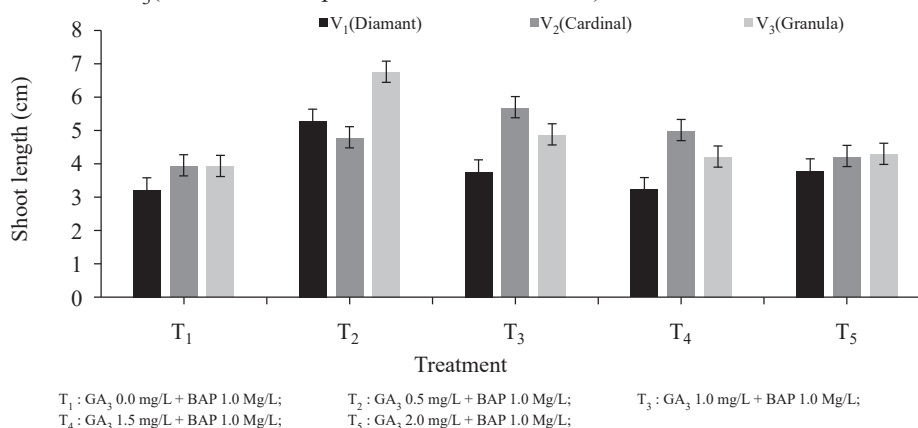 8
V₁(Diamant) V₂(Cardinal) V₃(Granula)
7
6
5
4
3
2
1
0
Shoot length (cm)
T₁ T₂ T₃ T₄ T₅
Treatment
T₁ : GA₃ 0.0 mg/L + BAP 1.0 Mg/L; T₂ : GA₃ 0.5 mg/L + BAP 1.0 Mg/L; T₃ : GA₃ 1.0 mg/L + BAP 1.0 Mg/L;
T₄ : GA₃ 1.5 mg/L + BAP 1.0 Mg/L; T₅ : GA₃ 2.0 mg/L + BAP 1.0 Mg/L;